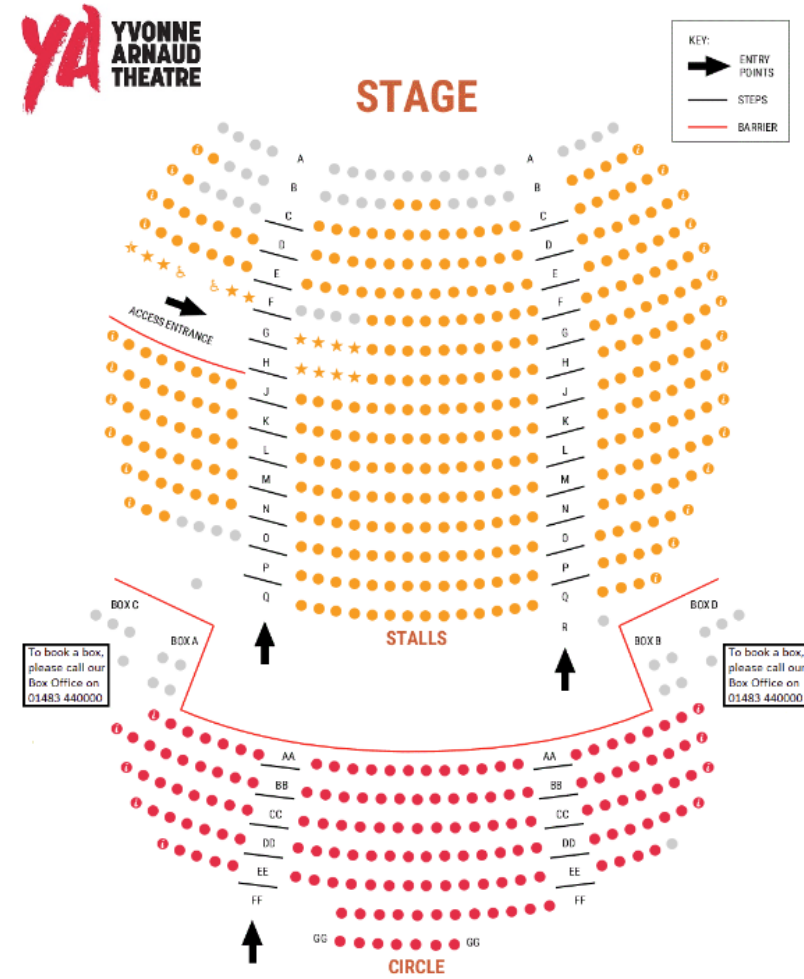 YA
YVONNE
ARNAUD
THEATRE
KEY:
ENTRY
POINTS
STEPS
BARRIER
STAGE
A A
B B
C C
D D
E E
F F
ACCESS ENTRANCE
G G
H H
J J
K K
L L
M M
N N
O O
P P
Q Q
R
STALLS
BOX C
BOX A
BOX B
BOX D
To book a box,
please call our
Box Office on
01483 440000
To book a box,
please call our
Box Office on
01483 440000
AA AA
BB BB
CC CC
DD DD
EE EE
FF FF
GG GG
CIRCLE